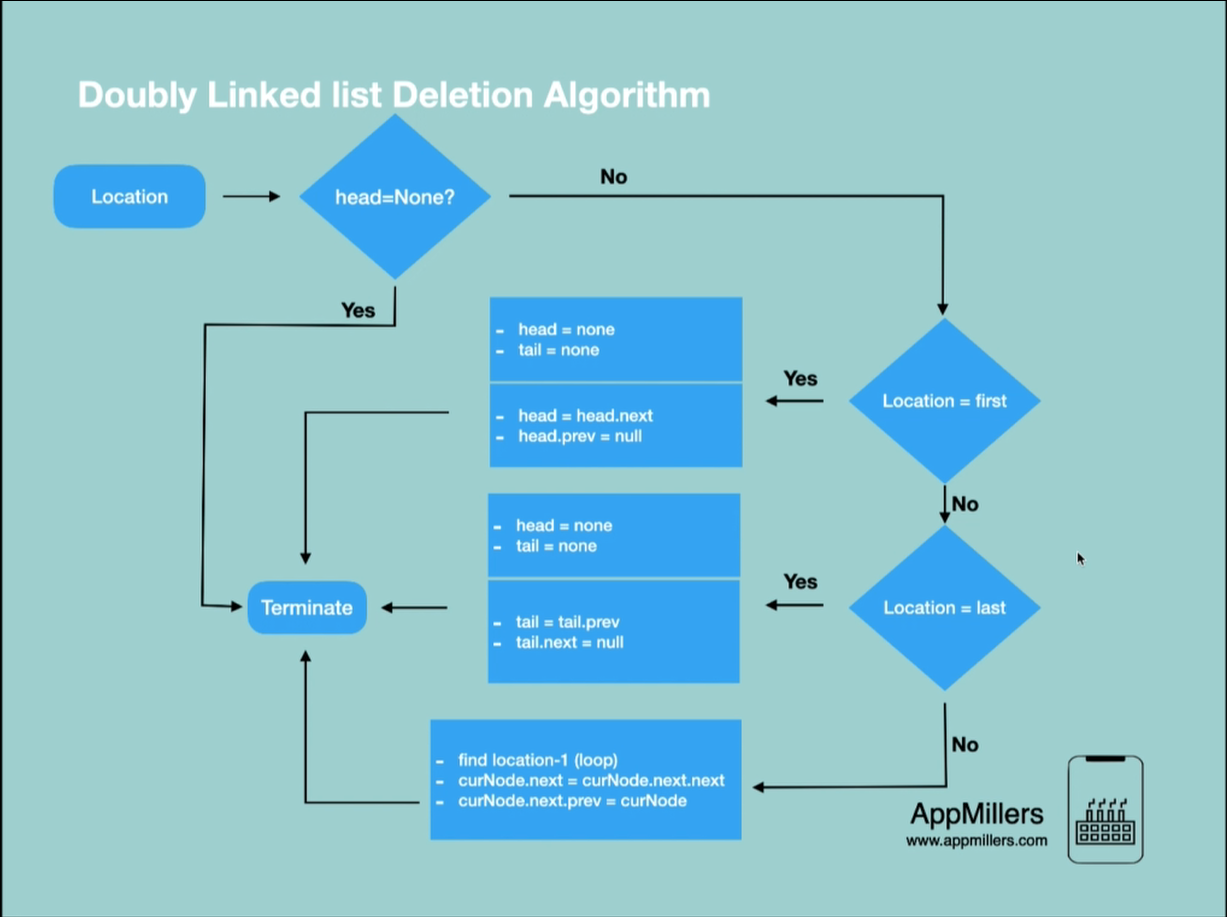 Doubly Linked list Deletion Algorithm
Location
head=None?
No
Yes
- head = none
- tail = none
- head = head.next
- head.prev = null
Yes
Location = first
No
- head = none
- tail = none
- tail = tail.prev
- tail.next = null
Yes
Location = last
Terminate
No
- find location-1 (loop)
- curNode.next = curNode.next.next
- curNode.next.prev = curNode
AppMillers
www.appmillers.com